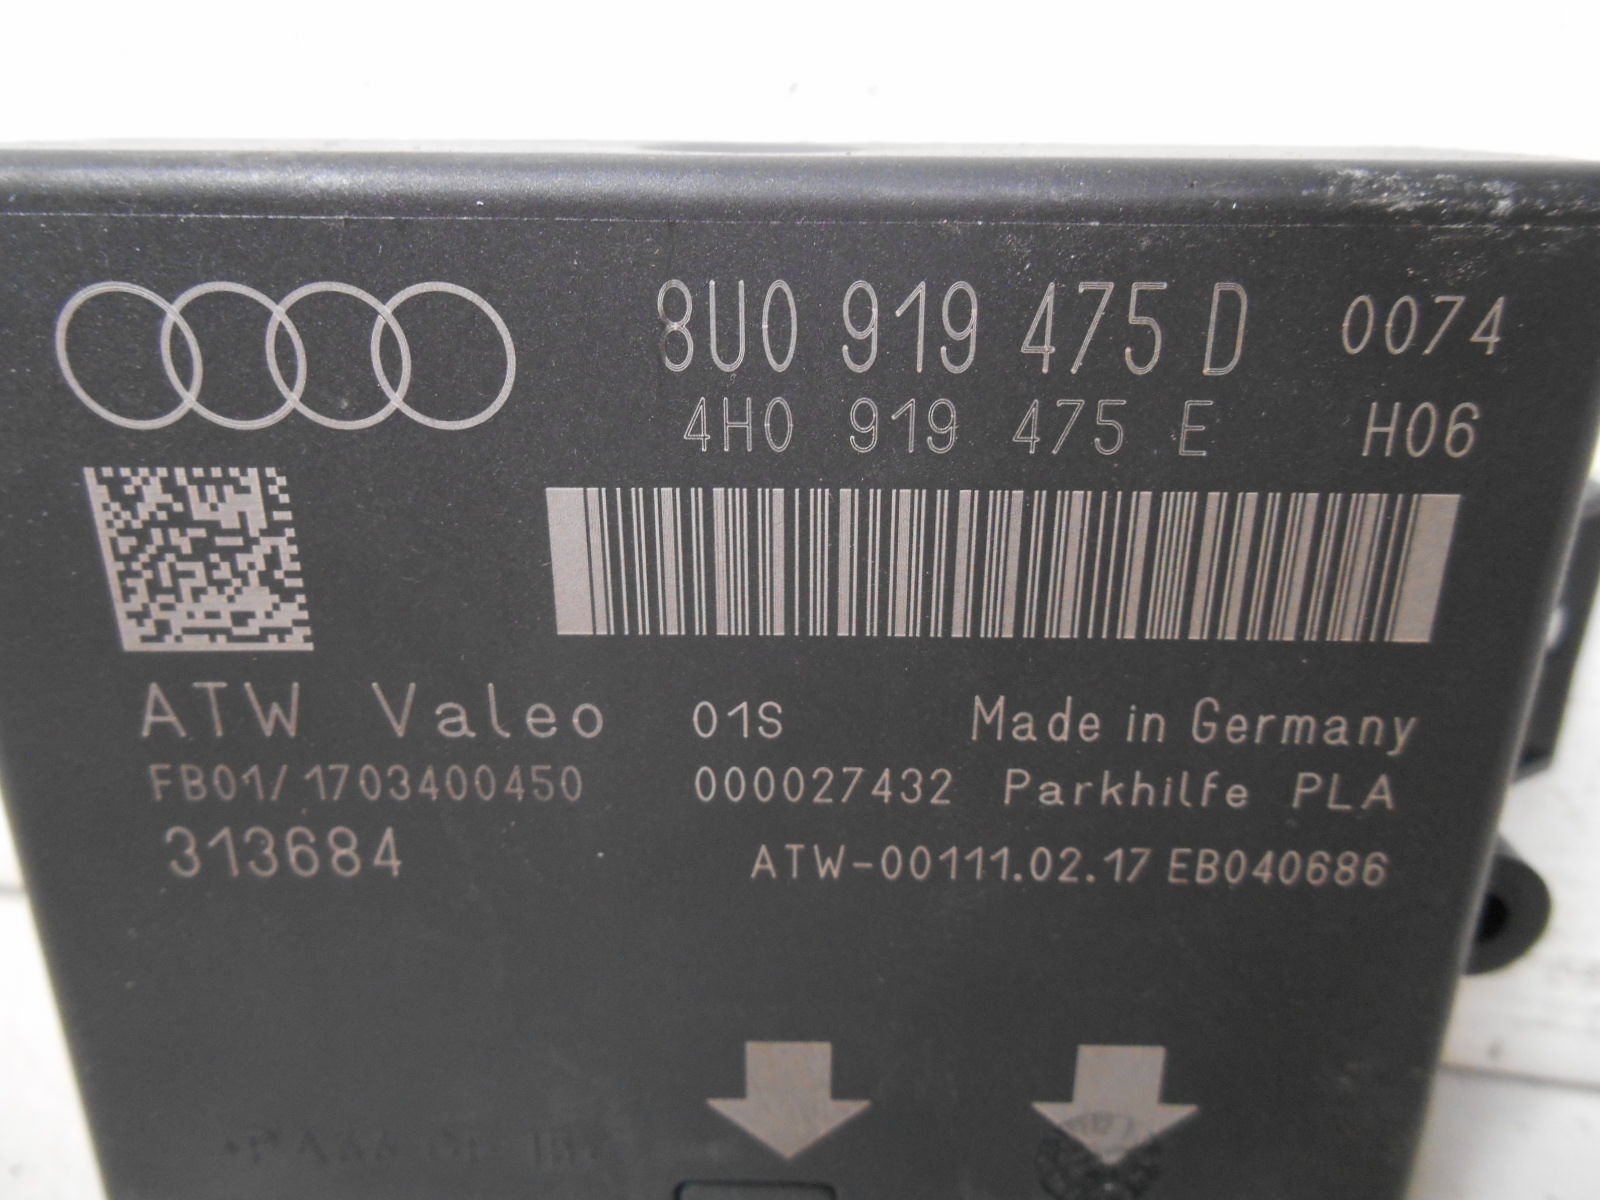 8U0 919 475 D 0074
4H0 919 475 E H06
ATW Valeo 01S Made in Germany
FB01/1703400450 000027432 Parkhilfe PLA
313684 ATW-00111.02.17 EB040686